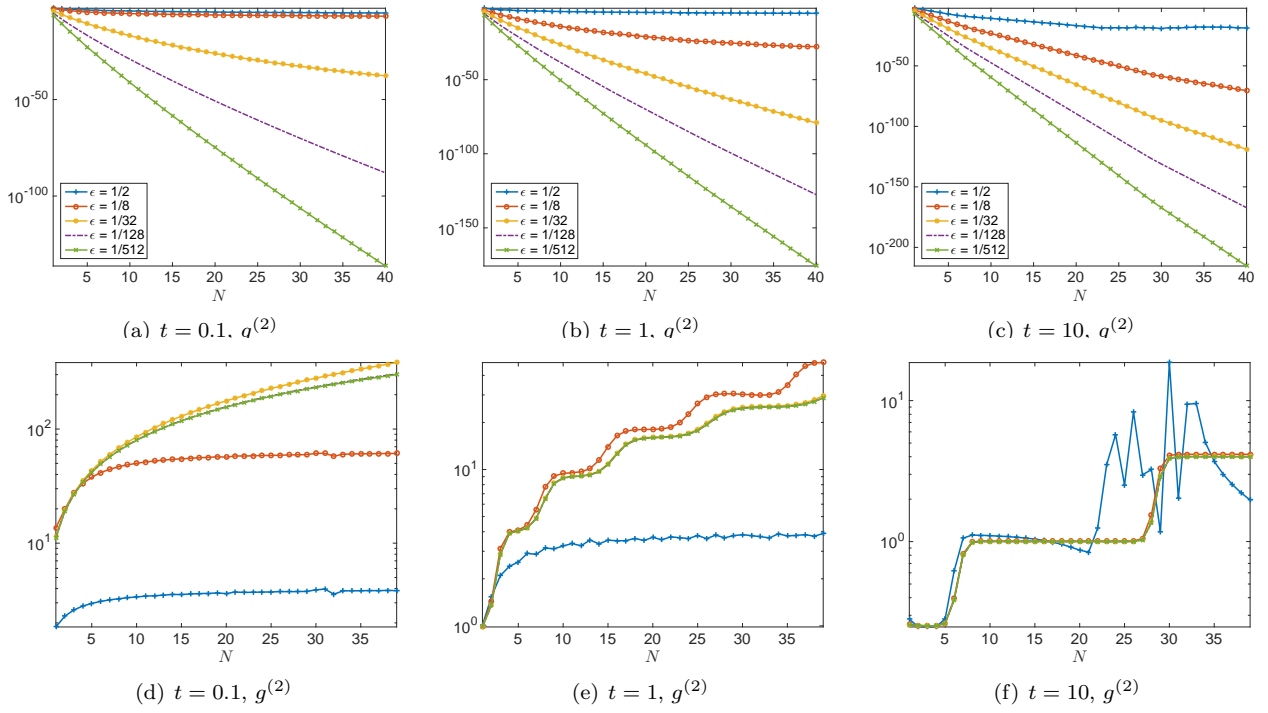 10^{-50}
10^{-100}
ϵ = 1/2
ϵ = 1/8
ϵ = 1/32
ϵ = 1/128
ϵ = 1/512
5 10 15 20 25 30 35 40
N
(a) t = 0.1, g^{(2)}
10^{-50}
10^{-100}
10^{-150}
ϵ = 1/2
ϵ = 1/8
ϵ = 1/32
ϵ = 1/128
ϵ = 1/512
5 10 15 20 25 30 35 40
N
(b) t = 1, g^{(2)}
10^{-50}
10^{-100}
10^{-150}
10^{-200}
ϵ = 1/2
ϵ = 1/8
ϵ = 1/32
ϵ = 1/128
ϵ = 1/512
5 10 15 20 25 30 35 40
N
(c) t = 10, g^{(2)}
10^2
10^1
5 10 15 20 25 30 35
N
(d) t = 0.1, g^{(2)}
10^1
10^0
5 10 15 20 25 30 35
N
(e) t = 1, g^{(2)}
10^1
10^0
5 10 15 20 25 30 35
N
(f) t = 10, g^{(2)}